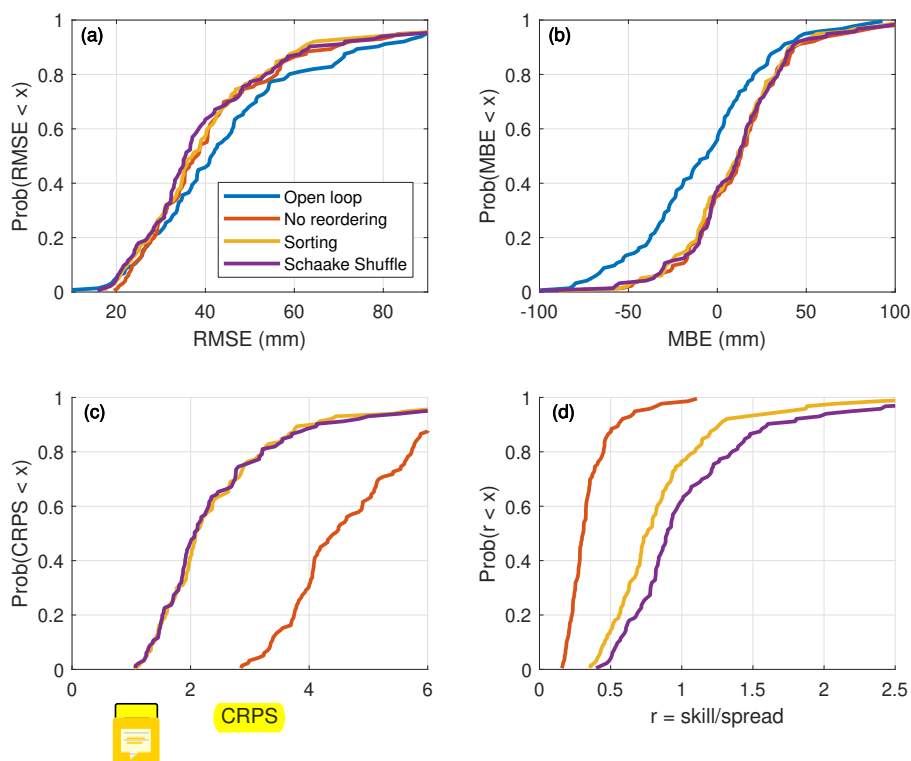 (a)
Prob(RMSE < x)
1
0.8
0.6
0.4
0.2
0
20
40
60
80
RMSE (mm)
Open loop
No reordering
Sorting
Schaake Shuffle
(b)
Prob(MBE < x)
1
0.8
0.6
0.4
0.2
0
-100
-50
0
50
100
MBE (mm)
(c)
Prob(CRPS < x)
1
0.8
0.6
0.4
0.2
0
0
2
4
6
CRPS
(d)
Prob(r < x)
1
0.8
0.6
0.4
0.2
0
0
0.5
1
1.5
2
2.5
r = skill/spread